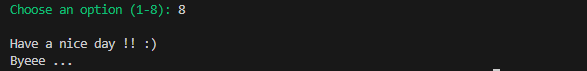 Choose an option (1-8): 8
Have a nice day !! :)
Byeee ...